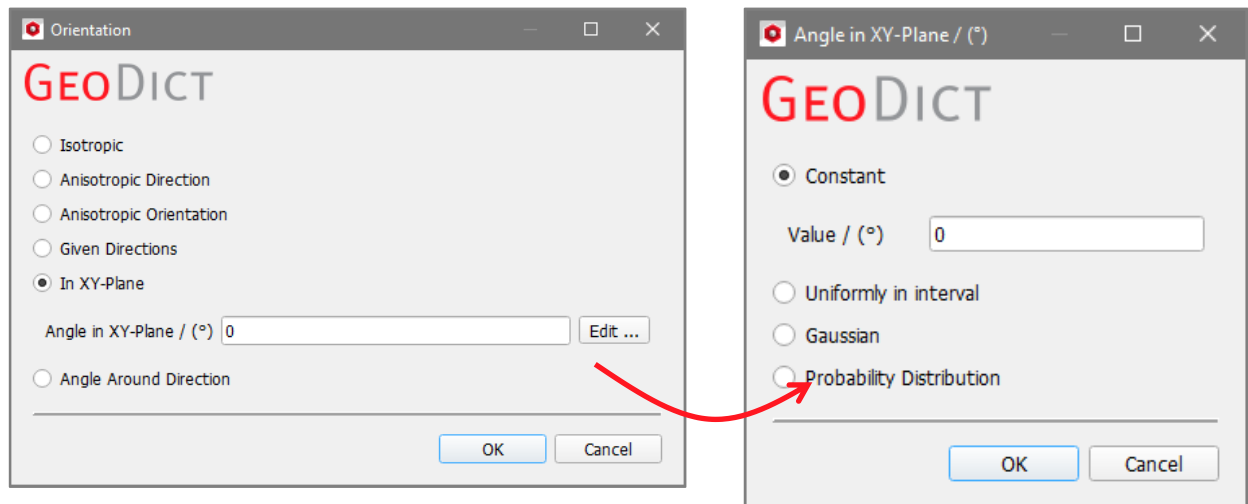 Orientation
GEODICT
Isotropic
Anisotropic Direction
Anisotropic Orientation
Given Directions
In XY-Plane
Angle in XY-Plane / (°) 0 Edit ...
Angle Around Direction
OK Cancel
Angle in XY-Plane / (°)
GEODICT
Constant
Value / (°) 0
Uniformly in interval
Gaussian
Probability Distribution
OK Cancel